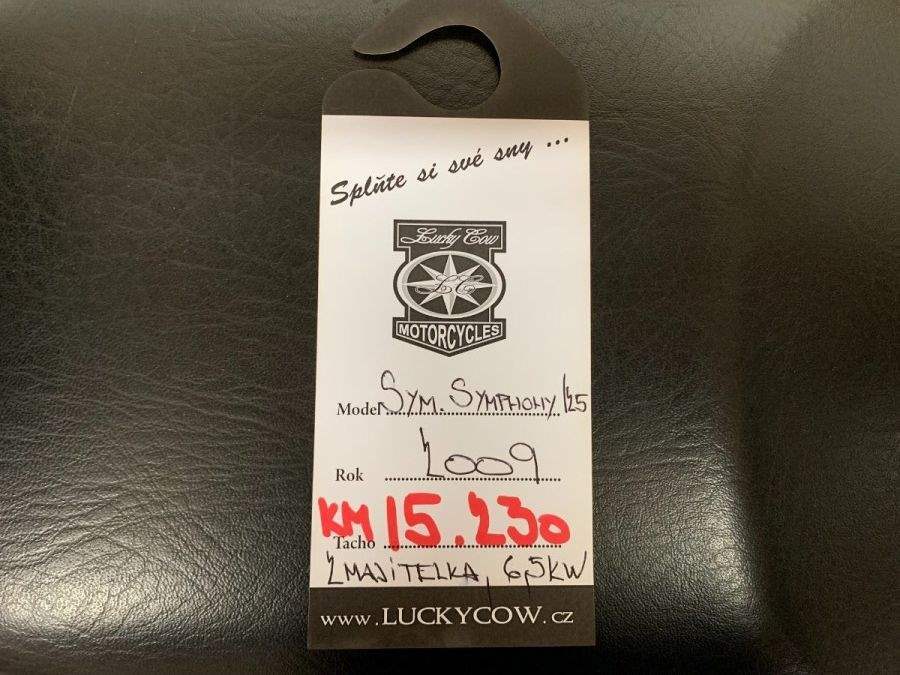 Splňte si své sny ...
Lucky Cow
LC
MOTORCYCLES
Model SYM. SYMPHONY 125
Rok 2009
KM 15.230
Tacho
2 MAJITELKA, 6,5KW
www.LUCKYCOW.cz